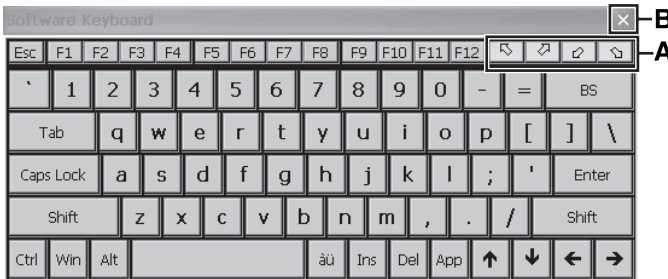 Software Keyboard × B
Esc F1 F2 F3 F4 F5 F6 F7 F8 F9 F10 F11 F12 A
` 1 2 3 4 5 6 7 8 9 0 - = BS
Tab q w e r t y u i o p [ ] \
Caps Lock a s d f g h j k l ; ' Enter
Shift z x c v b n m , . / Shift
Ctrl Win Alt àü Ins Del App ↑ ↓ ← →